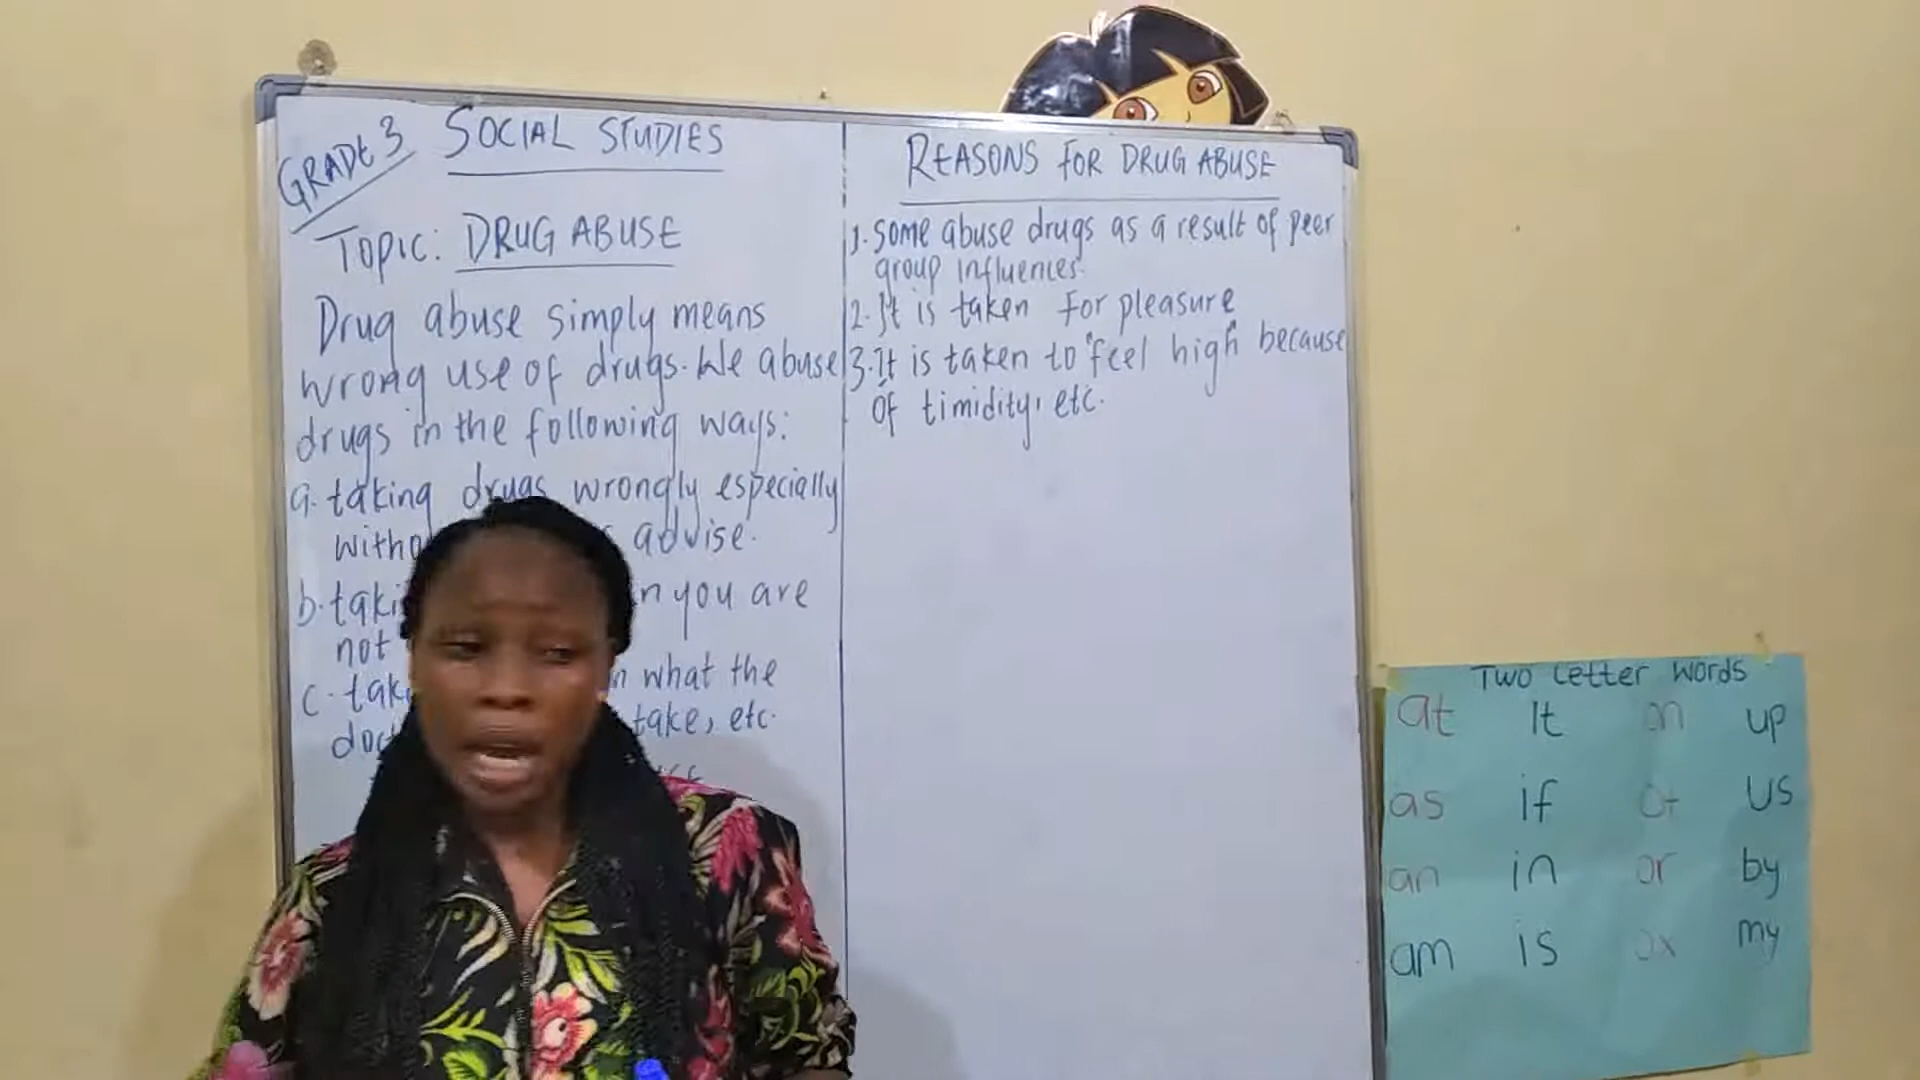 GRADE 3
SOCIAL STUDIES
Topic: DRUG ABUSE
Drug abuse simply means
wrong use of drugs. We abuse
drugs in the following ways:
a. taking drugs wrongly especially
advise.
b. you are
not
c. what the
take, etc.
REASONS FOR DRUG ABUSE
1. Some abuse drugs as a result of peer
group influences.
2. It is taken For pleasure
3. It is taken to "feel high" because
of timidity, etc.
Two Letter Words
at It on up
as if of us
an in or by
am is ox my